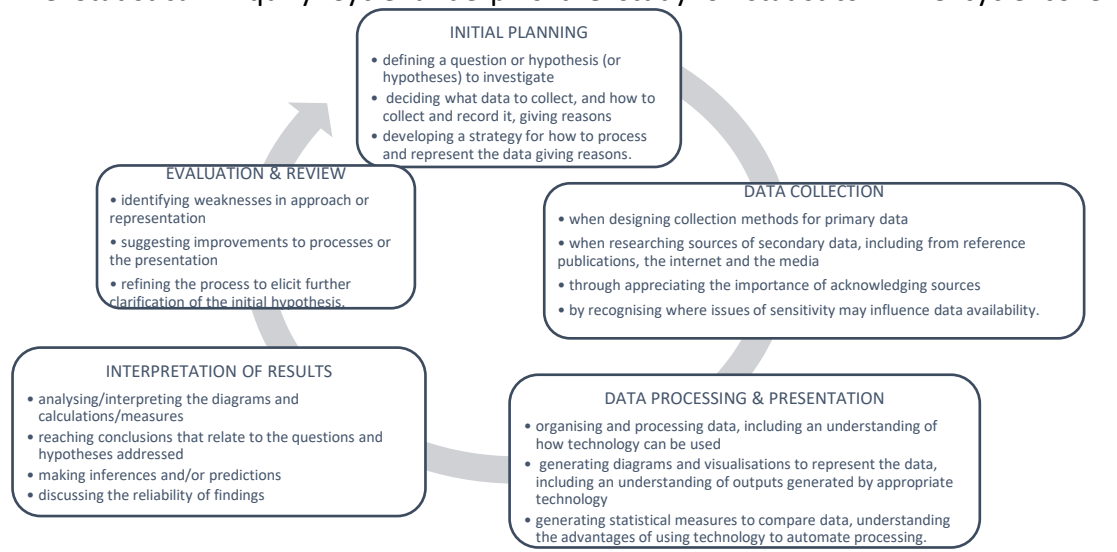 INITIAL PLANNING
• defining a question or hypothesis (or
hypotheses) to investigate
• deciding what data to collect, and how to
collect and record it, giving reasons
• developing a strategy for how to process
and represent the data giving reasons.
DATA COLLECTION
• when designing collection methods for primary data
• when researching sources of secondary data, including from reference
publications, the internet and the media
• through appreciating the importance of acknowledging sources
• by recognising where issues of sensitivity may influence data availability.
DATA PROCESSING & PRESENTATION
• organising and processing data, including an understanding of
how technology can be used
• generating diagrams and visualisations to represent the data,
including an understanding of outputs generated by appropriate
technology
• generating statistical measures to compare data, understanding
the advantages of using technology to automate processing.
INTERPRETATION OF RESULTS
• analysing/interpreting the diagrams and
calculations/measures
• reaching conclusions that relate to the questions and
hypotheses addressed
• making inferences and/or predictions
• discussing the reliability of findings
EVALUATION & REVIEW
• identifying weaknesses in approach or
representation
• suggesting improvements to processes or
the presentation
• refining the process to elicit further
clarification of the initial hypothesis.